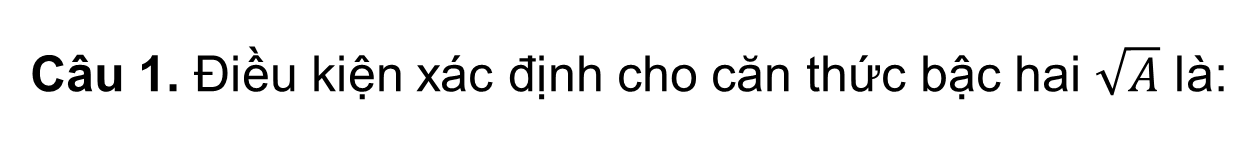 Câu 1. Điều kiện xác định cho căn thức bậc hai √A là: